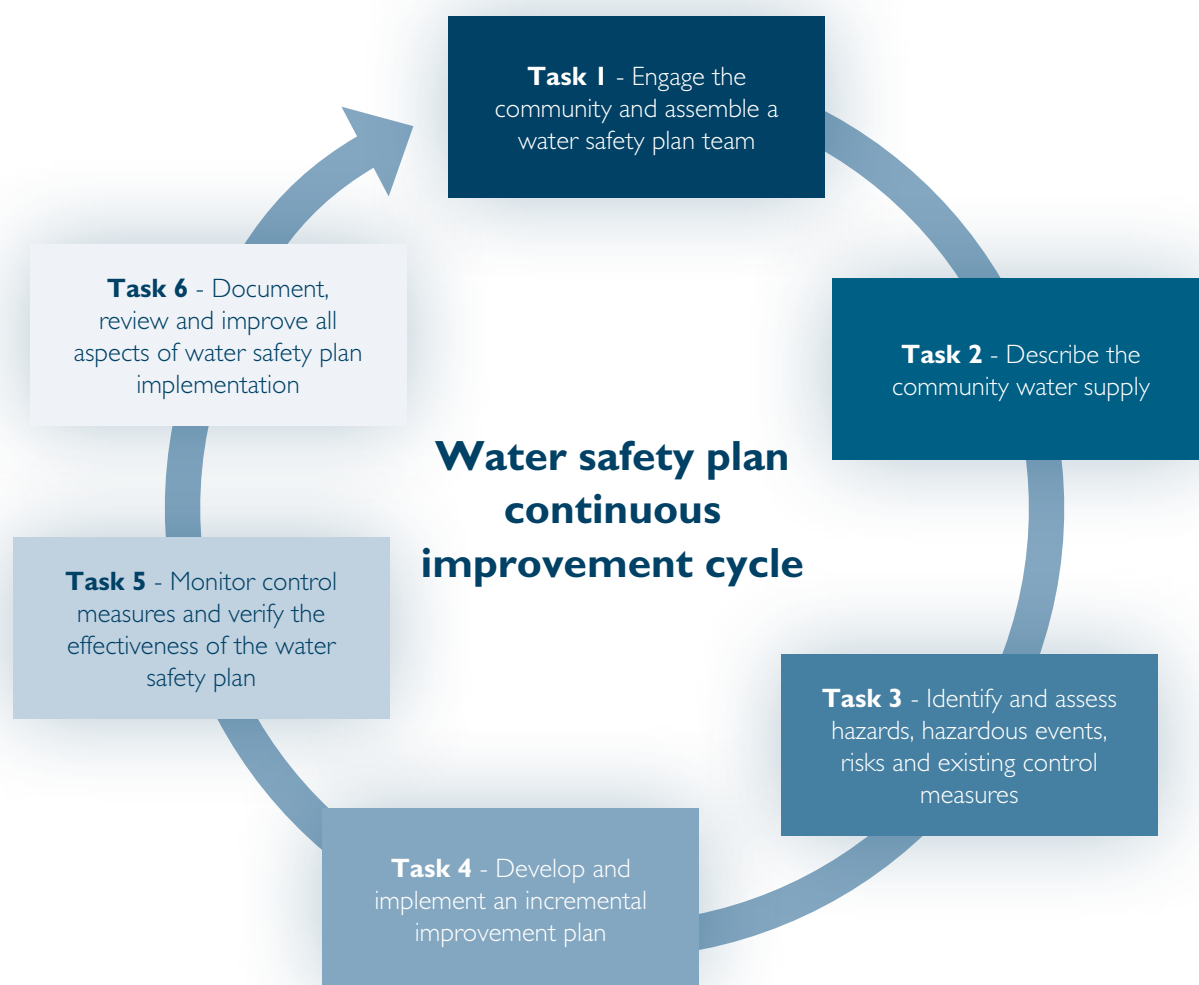 Task 1 - Engage the
community and assemble a
water safety plan team
Task 2 - Describe the
community water supply
Task 3 - Identify and assess
hazards, hazardous events,
risks and existing control
measures
Task 4 - Develop and
implement an incremental
improvement plan
Task 5 - Monitor control
measures and verify the
effectiveness of the water
safety plan
Task 6 - Document,
review and improve all
aspects of water safety plan
implementation
Water safety plan
continuous
improvement cycle